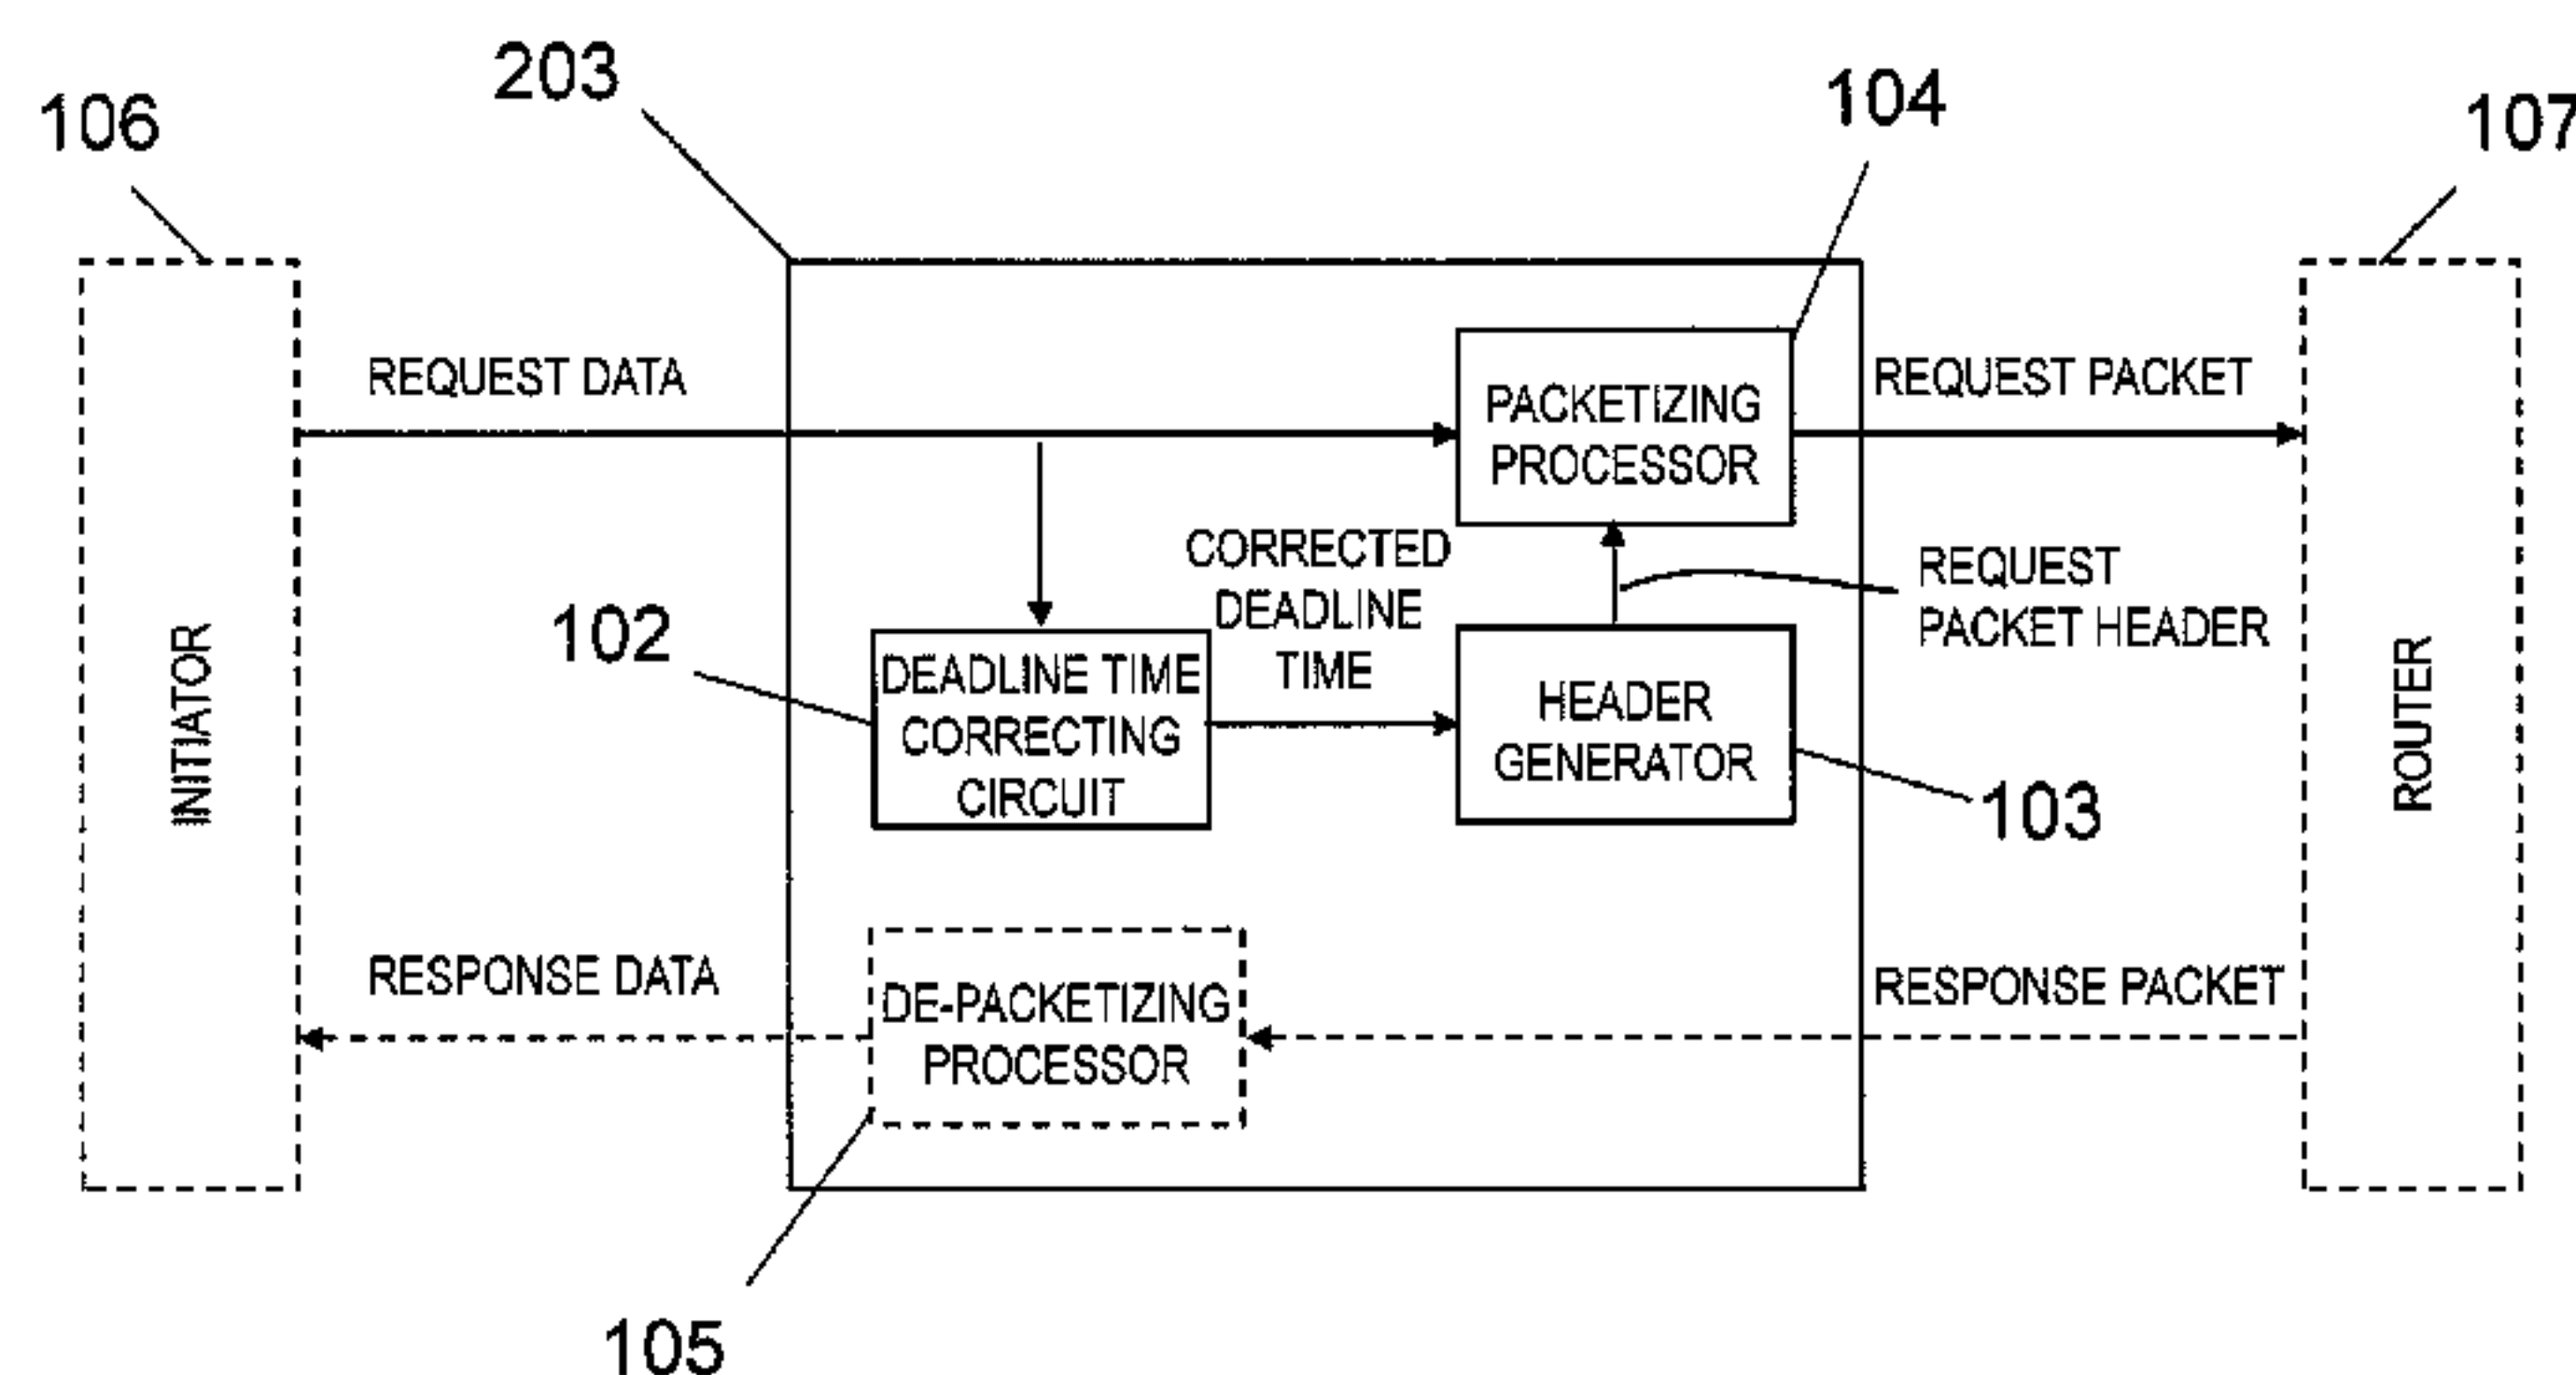 203
104
106
107
REQUEST DATA
REQUEST PACKET
PACKETIZING
PROCESSOR
CORRECTED
DEADLINE
TIME
REQUEST
PACKET HEADER
102
DEADLINE TIME
CORRECTING
CIRCUIT
HEADER
GENERATOR
103
INITIATOR
ROUTER
RESPONSE DATA
DE-PACKETIZING
PROCESSOR
RESPONSE PACKET
105